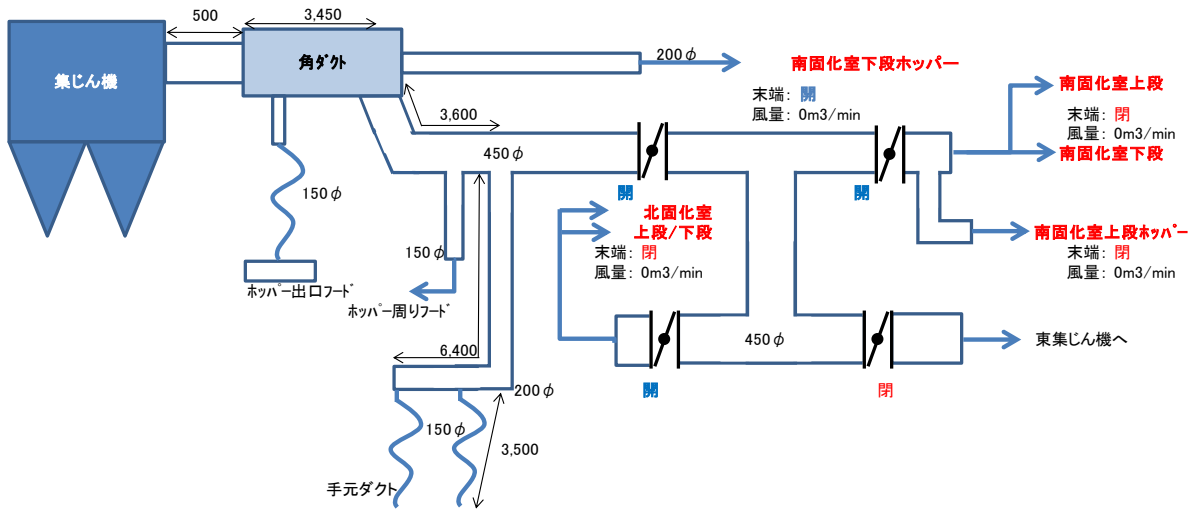 500
3,450
集じん機
角ダクト
200φ
南固化室下段ホッパー
末端： 開
風量： 0m3/min
南固化室上段
末端： 閉
風量： 0m3/min
南固化室下段
3,600
450φ
150φ
開
開
北固化室
上段/下段
末端： 閉
風量： 0m3/min
南固化室上段ホッパー
末端： 閉
風量： 0m3/min
150φ
ホッパー出口フード
ホッパー周りフード
6,400
450φ
東集じん機へ
開
閉
200φ
150φ
3,500
手元ダクト